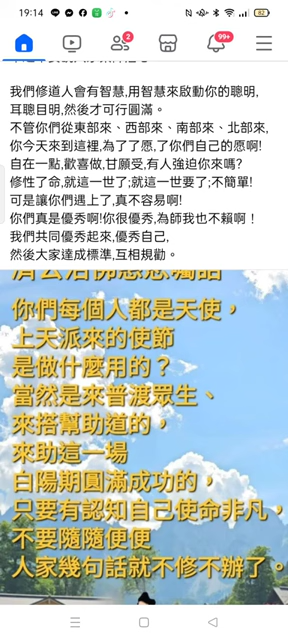 19:14
82
2
99+
我們修道人會有智慧,用智慧來啟動你的聰明,
耳聰目明,然後才可行圓滿。
不管你們從東部來、西部來、南部來、北部來,
你今天來到這裡,為了了愿,了你們自己的愿啊!
自在一點,歡喜做,甘願受,有人強迫你來嗎?
修性了命,就這一世了;就這一世要了;不簡單!
可是讓你們遇上了,真不容易啊!
你們真是優秀啊!你很優秀,為師我也不賴啊！
我們共同優秀起來,優秀自己,
然後大家達成標準,互相規勸。
濟公活佛慈悲囑語
你們每個人都是天使，
上天派來的使節
是做什麼用的？
當然是來普渡眾生、
來搭幫助道的，
來助這一場
白陽期圓滿成功的，
只要有認知自己使命非凡，
不要隨隨便便
人家幾句話就不修不辦了。